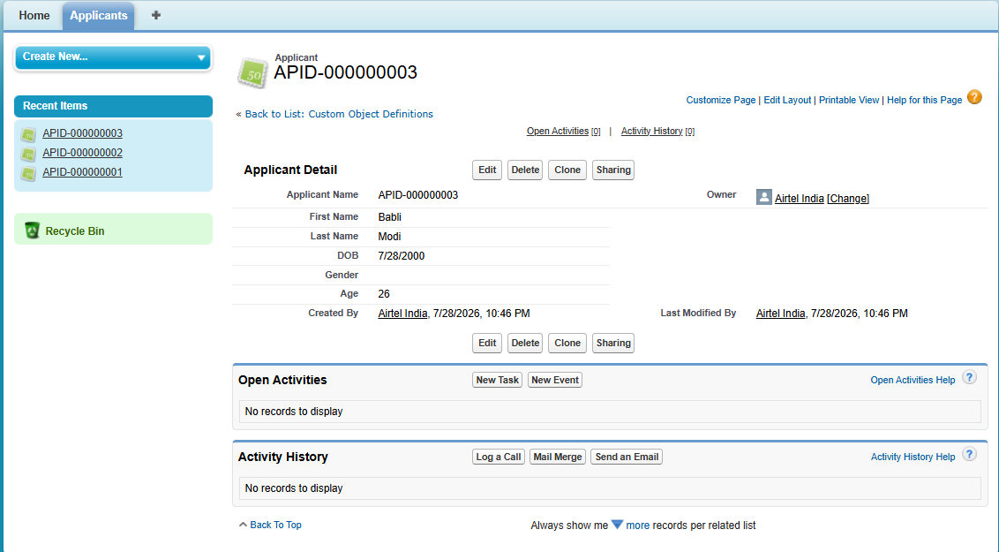 Home Applicants +
Create New...
Recent Items
APID-000000003
APID-000000002
APID-000000001
Recycle Bin
Applicant
APID-000000003
Customize Page | Edit Layout | Printable View | Help for this Page ?
« Back to List: Custom Object Definitions
Open Activities [0] | Activity History [0]
Applicant Detail Edit Delete Clone Sharing
Applicant Name APID-000000003 Owner Airtel India [Change]
First Name Babli
Last Name Modi
DOB 7/28/2000
Gender
Age 26
Created By Airtel India, 7/28/2026, 10:46 PM Last Modified By Airtel India, 7/28/2026, 10:46 PM
Edit Delete Clone Sharing
Open Activities New Task New Event Open Activities Help ?
No records to display
Activity History Log a Call Mail Merge Send an Email Activity History Help ?
No records to display
Back To Top Always show me more records per related list